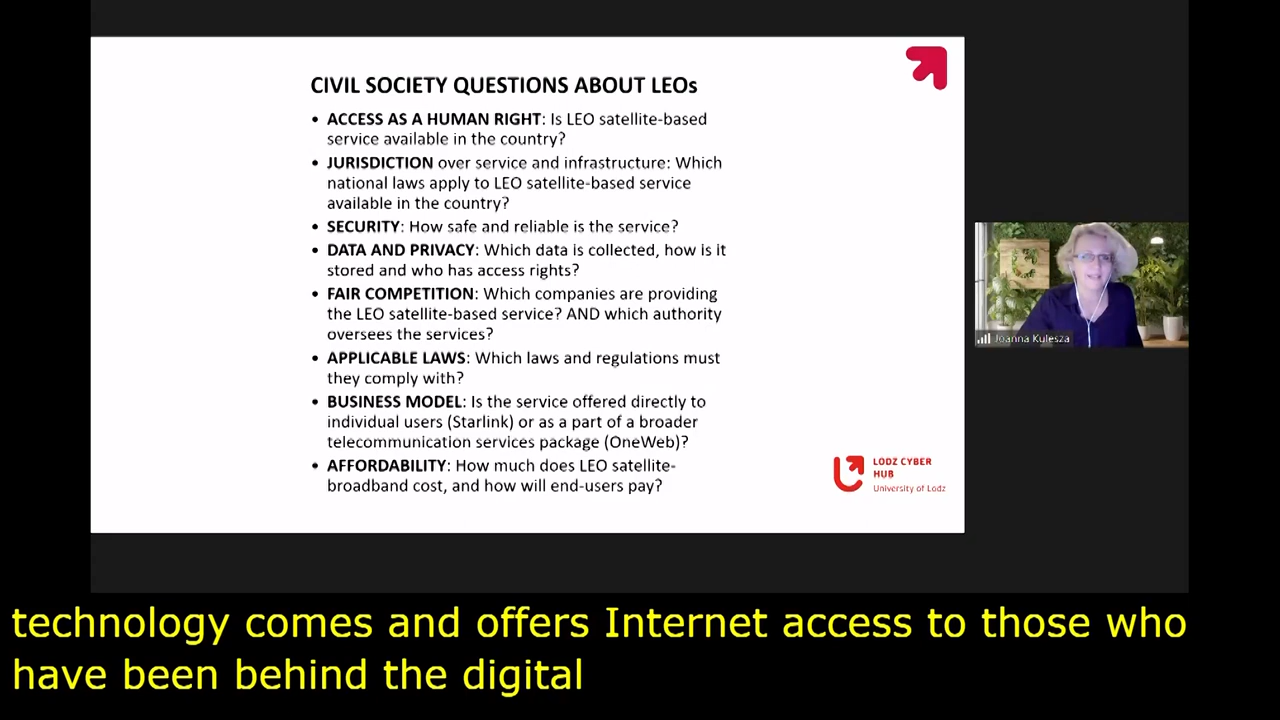 CIVIL SOCIETY QUESTIONS ABOUT LEOs
• ACCESS AS A HUMAN RIGHT: Is LEO satellite-based
service available in the country?
• JURISDICTION over service and infrastructure: Which
national laws apply to LEO satellite-based service
available in the country?
• SECURITY: How safe and reliable is the service?
• DATA AND PRIVACY: Which data is collected, how is it
stored and who has access rights?
• FAIR COMPETITION: Which companies are providing
the LEO satellite-based service? AND which authority
oversees the services?
• APPLICABLE LAWS: Which laws and regulations must
they comply with?
• BUSINESS MODEL: Is the service offered directly to
individual users (Starlink) or as a part of a broader
telecommunication services package (OneWeb)?
• AFFORDABILITY: How much does LEO satellite-
broadband cost, and how will end-users pay?
LODZ CYBER
HUB
University of Lodz
Joanna Kulesza
technology comes and offers Internet access to those who
have been behind the digital